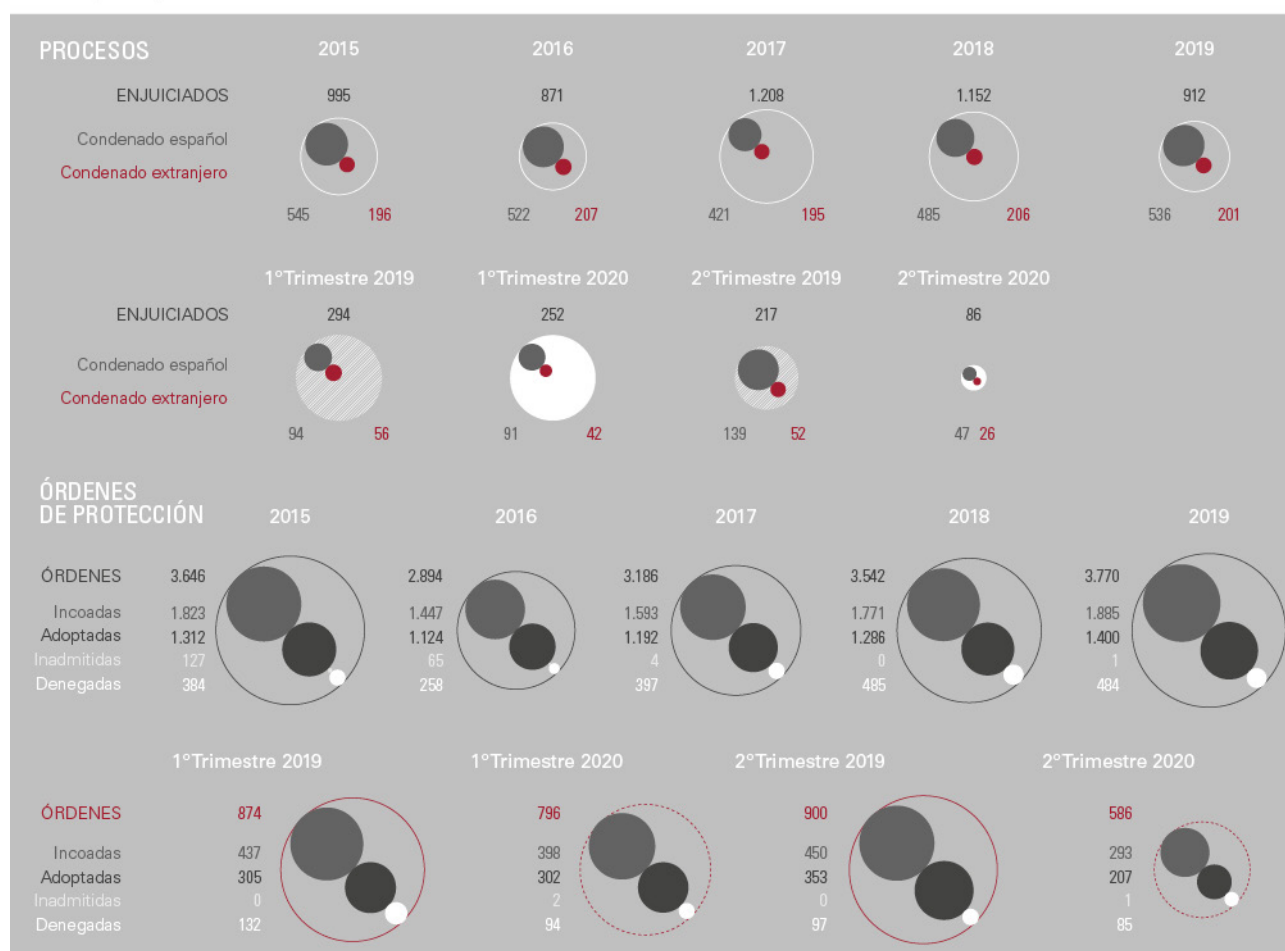 PROCESOS 2015 2016 2017 2018 2019
ENJUICIADOS 995 871 1.208 1.152 912
Condenado español
Condenado extranjero
545 196 522 207 421 195 485 206 536 201
1°Trimestre 2019 1°Trimestre 2020 2°Trimestre 2019 2°Trimestre 2020
ENJUICIADOS 294 252 217 86
Condenado español
Condenado extranjero
94 56 91 42 139 52 47 26
ÓRDENES
DE PROTECCIÓN 2015 2016 2017 2018 2019
ÓRDENES 3.646 2.894 3.186 3.542 3.770
Incoadas 1.823 1.447 1.593 1.771 1.885
Adoptadas 1.312 1.124 1.192 1.286 1.400
Inadmitidas 127 65 4 0 1
Denegadas 384 258 397 485 484
1°Trimestre 2019 1°Trimestre 2020 2°Trimestre 2019 2°Trimestre 2020
ÓRDENES 874 796 900 586
Incoadas 437 398 450 293
Adoptadas 305 302 353 207
Inadmitidas 0 2 0 1
Denegadas 132 94 97 85